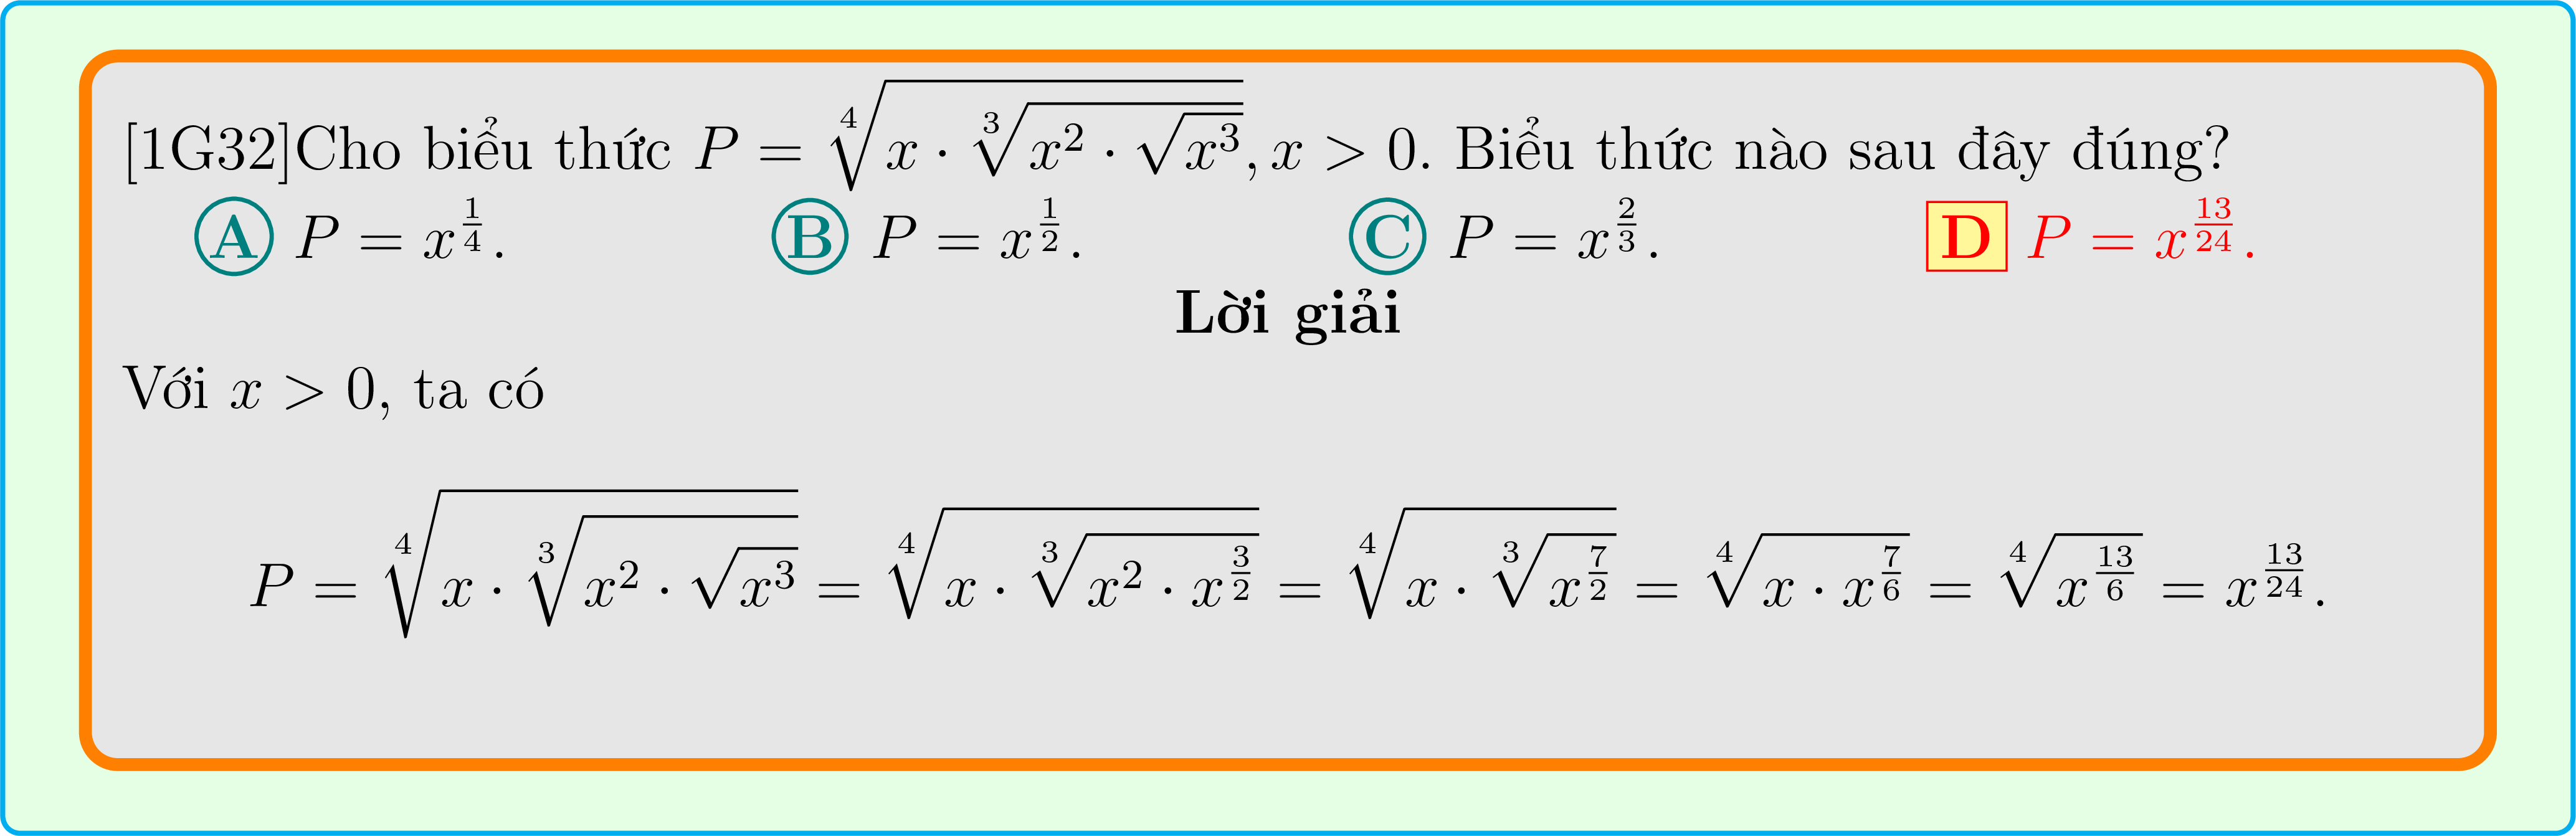 [1G32]Cho biểu thức $P = \sqrt[4]{x \cdot \sqrt[3]{x^2 \cdot \sqrt{x^3}}}, x > 0$. Biểu thức nào sau đây đúng?
A $P = x^{\frac{1}{4}}$. B $P = x^{\frac{1}{2}}$. C $P = x^{\frac{2}{3}}$. D $P = x^{\frac{13}{24}}$.
Lời giải
Với $x > 0$, ta có
$P = \sqrt[4]{x \cdot \sqrt[3]{x^2 \cdot \sqrt{x^3}}} = \sqrt[4]{x \cdot \sqrt[3]{x^2 \cdot x^{\frac{3}{2}}}} = \sqrt[4]{x \cdot \sqrt[3]{x^{\frac{7}{2}}}} = \sqrt[4]{x \cdot x^{\frac{7}{6}}} = \sqrt[4]{x^{\frac{13}{6}}} = x^{\frac{13}{24}}.$